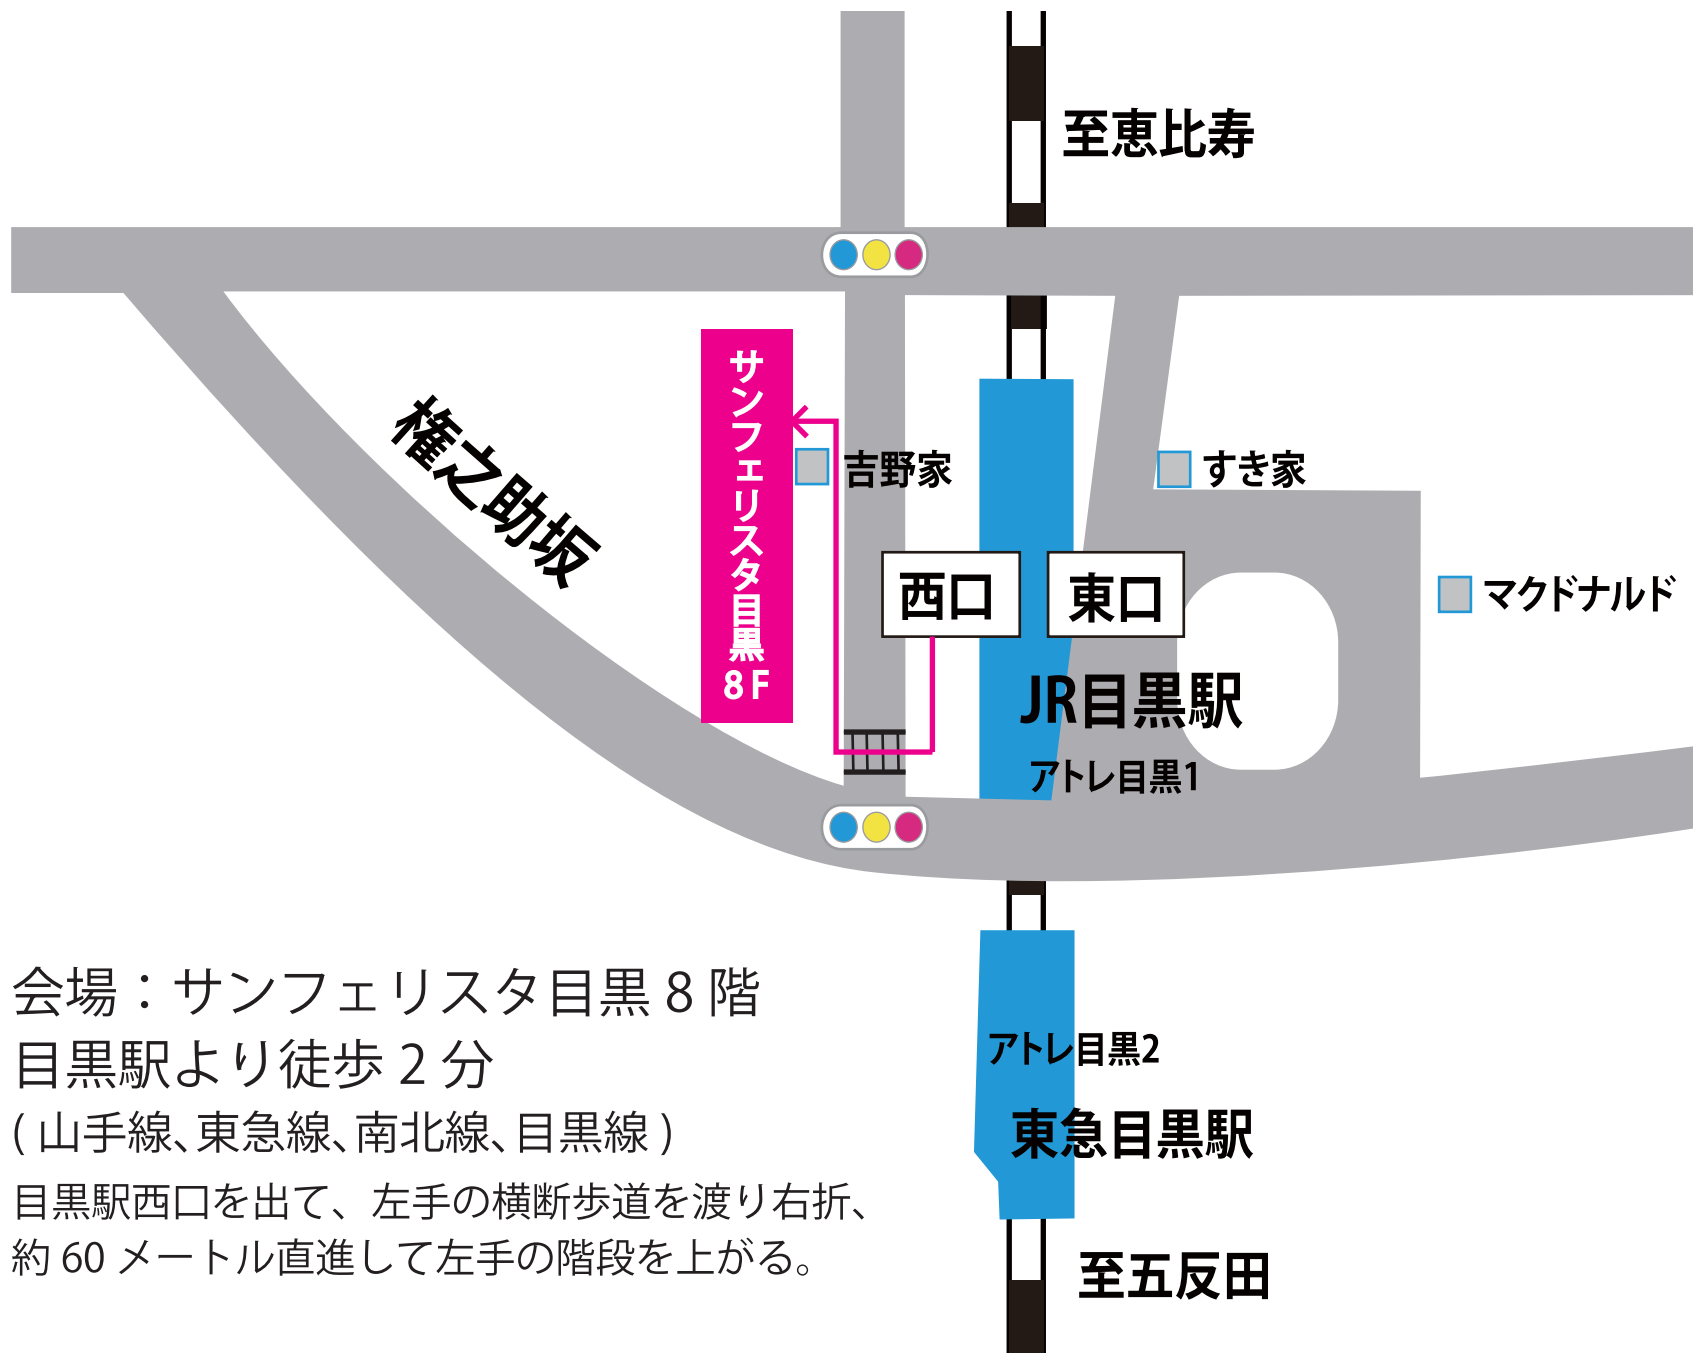 至恵比寿
サンフェリスタ目黒8F
権之助坂
吉野家
すき家
西口
東口
マクドナルド
JR目黒駅
アトレ目黒1
会場：サンフェリスタ目黒 8 階
目黒駅より徒歩 2 分
( 山手線、東急線、南北線、目黒線 )
目黒駅西口を出て、左手の横断歩道を渡り右折、
約 60 メートル直進して左手の階段を上がる。
アトレ目黒2
東急目黒駅
至五反田